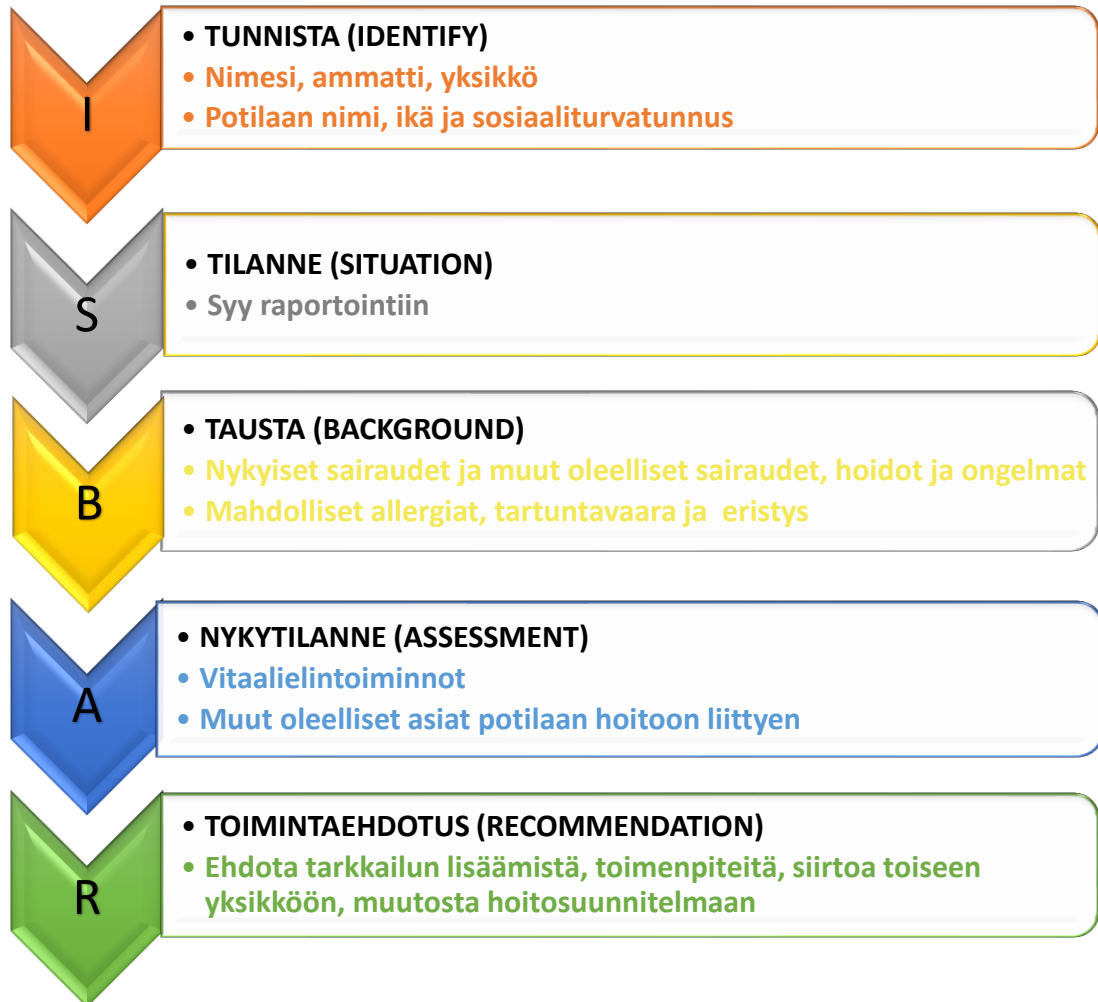 I
• TUNNISTA (IDENTIFY)
• Nimesi, ammatti, yksikkö
• Potilaan nimi, ikä ja sosiaaliturvatunnus
S
• TILANNE (SITUATION)
• Syy raportointiin
B
• TAUSTA (BACKGROUND)
• Nykyiset sairaudet ja muut oleelliset sairaudet, hoidot ja ongelmat
• Mahdolliset allergiat, tartuntavaara ja eristys
A
• NYKYTILANNE (ASSESSMENT)
• Vitaalielintoiminnot
• Muut oleelliset asiat potilaan hoitoon liittyen
R
• TOIMINTAEHDOTUS (RECOMMENDATION)
• Ehdota tarkkailun lisäämistä, toimenpiteitä, siirtoa toiseen
yksikköön, muutosta hoitosuunnitelmaan